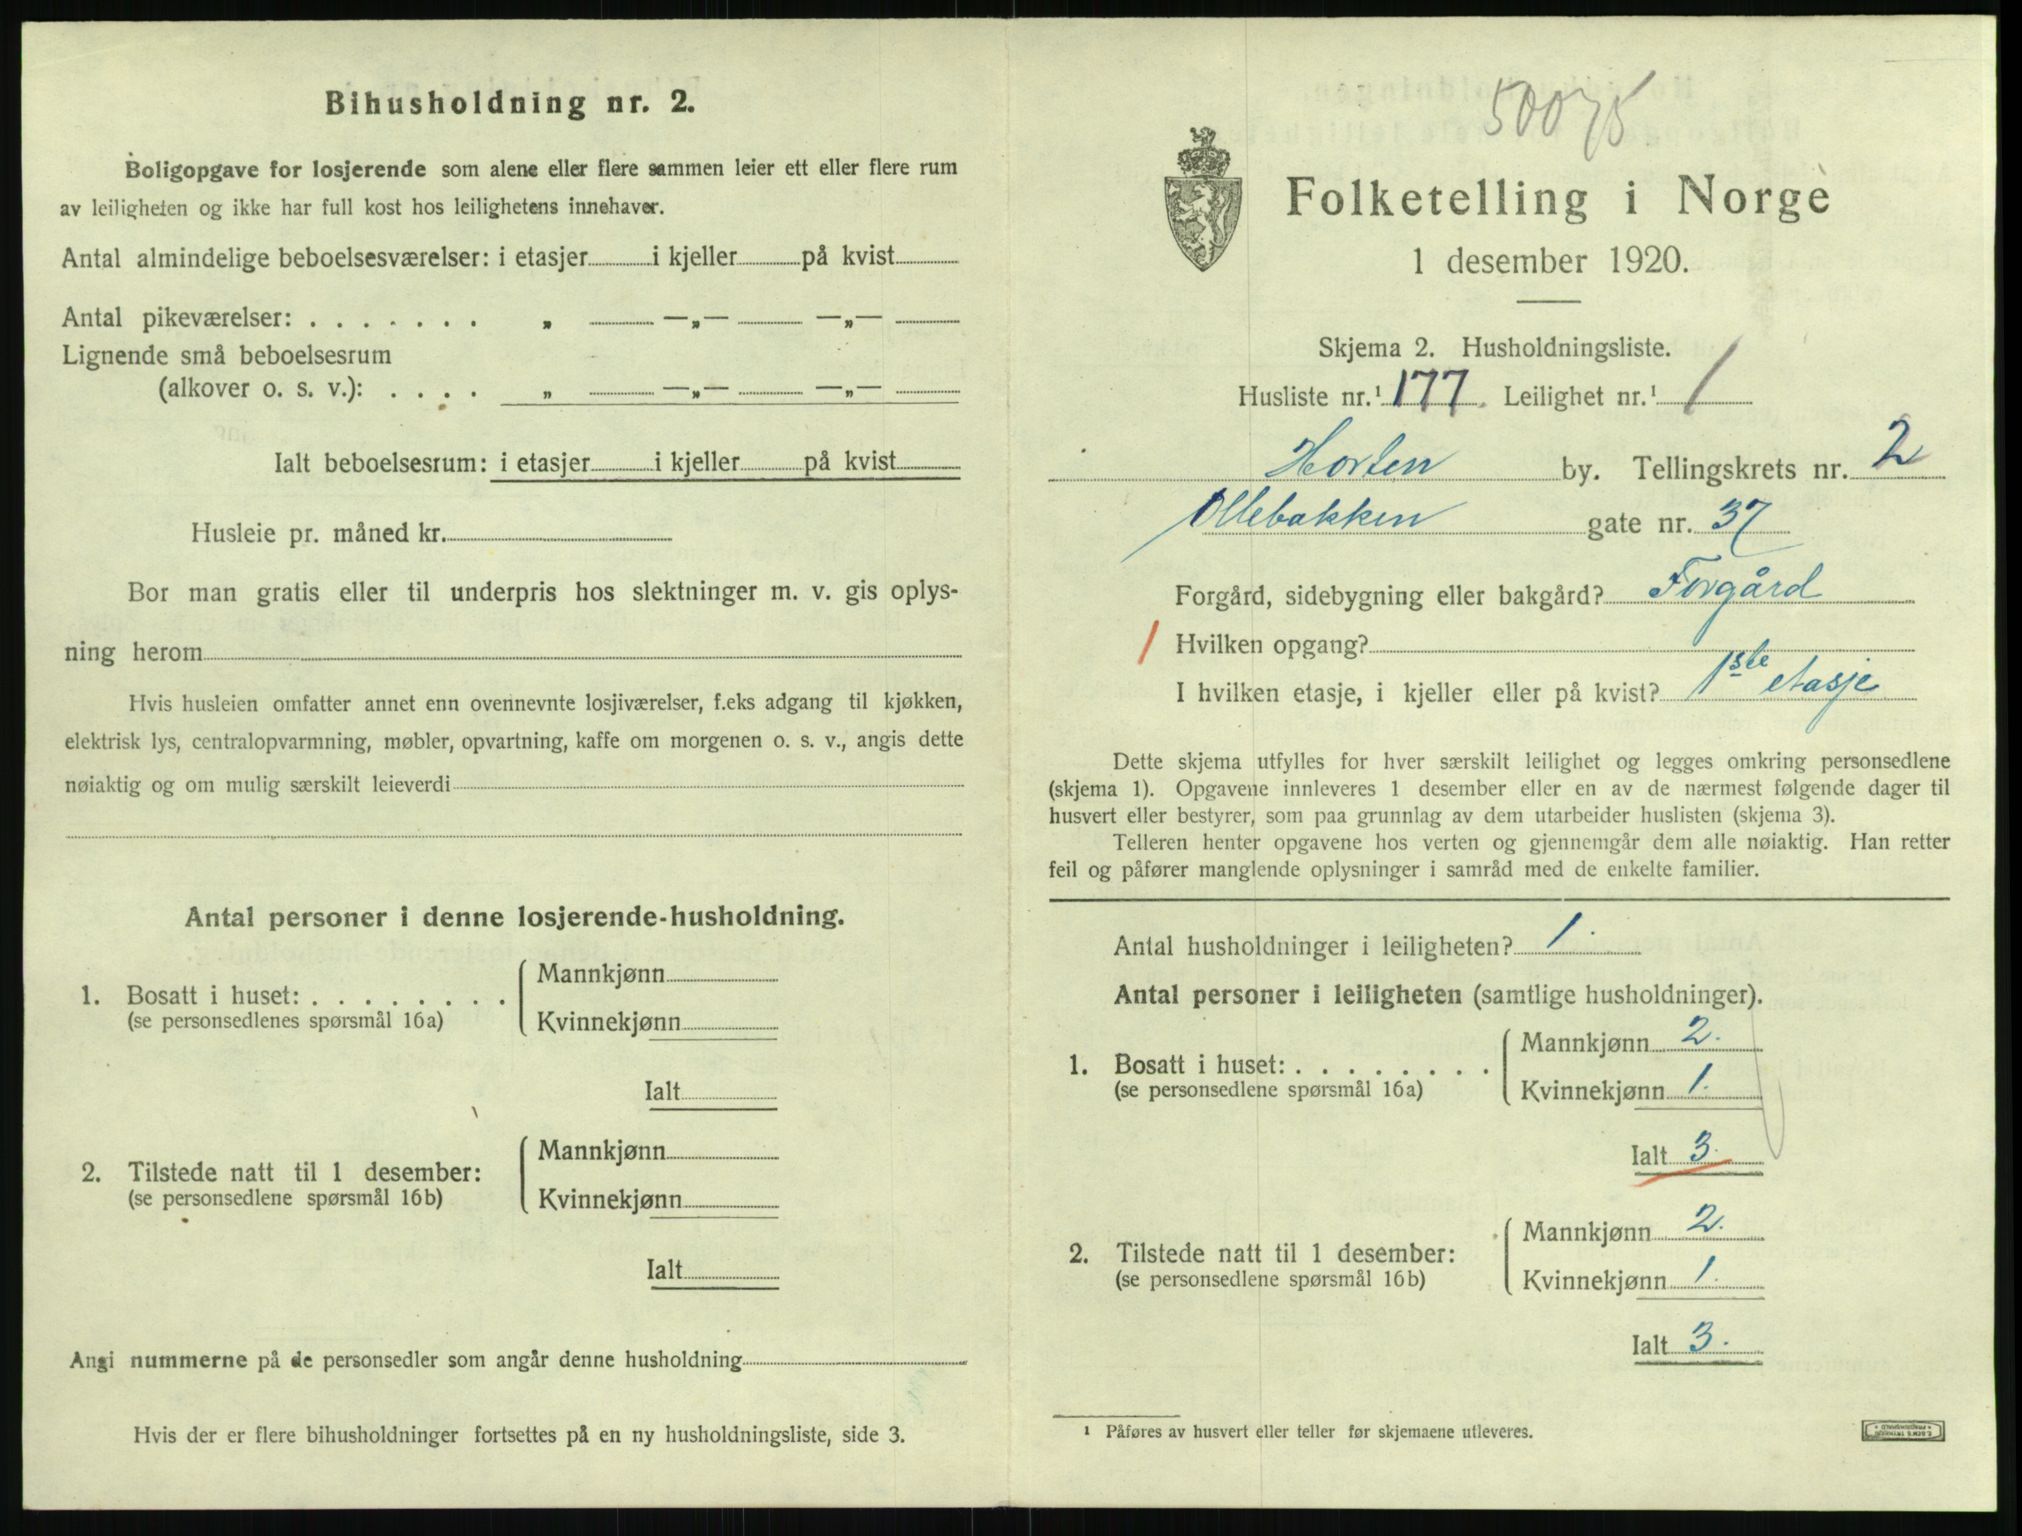 Bihusholdning nr. 2.
Boligopgave for losjerende som alene eller flere sammen leier ett eller flere rum
av leiligheten og ikke har full kost hos leilighetens innehaver.
Antal almindelige beboelsesværelser: i etasjer i kjeller på kvist
Antal pikeværelser: . . . . . . . „ —„— —„—
Lignende små beboelsesrum
(alkover o. s. v.): . . . . „ —„— —„—
Ialt beboelsesrum: i etasjer i kjeller på kvist
Husleie pr. måned kr.
Bor man gratis eller til underpris hos slektninger m. v. gis oplys-
ning herom
Hvis husleien omfatter annet enn ovennevnte losjiværelser, f.eks adgang til kjøkken,
elektrisk lys, centralopvarmning, møbler, opvartning, kaffe om morgenen o. s. v., angis dette
nøiaktig og om mulig særskilt leieverdi
Antal personer i denne losjerende-husholdning.
Mannkjønn
1. Bosatt i huset: . . . . . . . .
(se personsedlenes spørsmål 16a)
Kvinnekjønn
Ialt
Mannkjønn
2. Tilstede natt til 1 desember:
(se personsedlene spørsmål 16b)
Kvinnekjønn
Ialt
Angi nummerne på de personsedler som angår denne husholdning
Hvis der er flere bihusholdninger fortsettes på en ny husholdningsliste, side 3.
50075
Folketelling i Norge
1 desember 1920.
Skjema 2. Husholdningsliste.
Husliste nr.¹ 177. Leilighet nr.¹ 1
Horten by. Tellingskrets nr. 2
Ollebakken gate nr. 37
Forgård, sidebygning eller bakgård? Forgård
1 Hvilken opgang?
I hvilken etasje, i kjeller eller på kvist? 1ste etasje
Dette skjema utfylles for hver særskilt leilighet og legges omkring personsedlene
(skjema 1). Opgavene innleveres 1 desember eller en av de nærmest følgende dager til
husvert eller bestyrer, som paa grunnlag av dem utarbeider huslisten (skjema 3).
Telleren henter opgavene hos verten og gjennemgår dem alle nøiaktig. Han retter
feil og påfører manglende oplysninger i samråd med de enkelte familier.
Antal husholdninger i leiligheten? 1.
Antal personer i leiligheten (samtlige husholdninger).
Mannkjønn 2.
1. Bosatt i huset: . . . . . . . .
(se personsedlene spørsmål 16a)
Kvinnekjønn 1.
Ialt 3.
Mannkjønn 2.
2. Tilstede natt til 1 desember:
(se personsedlene spørsmål 16b)
Kvinnekjønn 1.
Ialt 3.
¹ Påføres av husvert eller teller før skjemaene utleveres.